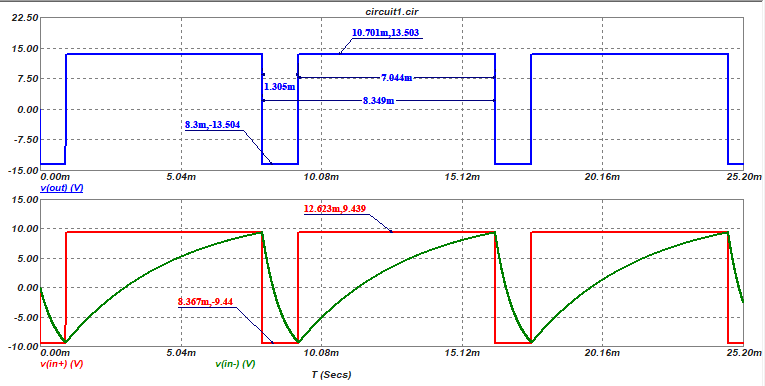 circuit1.cir
22.50
10.701m,13.503
15.00
7.50
7.044m
1.305m
8.349m
0.00
8.3m,-13.504
-7.50
-15.00
0.00m 5.04m 10.08m 15.12m 20.16m 25.20m
v(out) (V)
15.00
12.623m,9.439
10.00
5.00
0.00
8.367m,-9.44
-5.00
-10.00
0.00m 5.04m 10.08m 15.12m 20.16m 25.20m
v(in+) (V) v(in-) (V)
T (Secs)